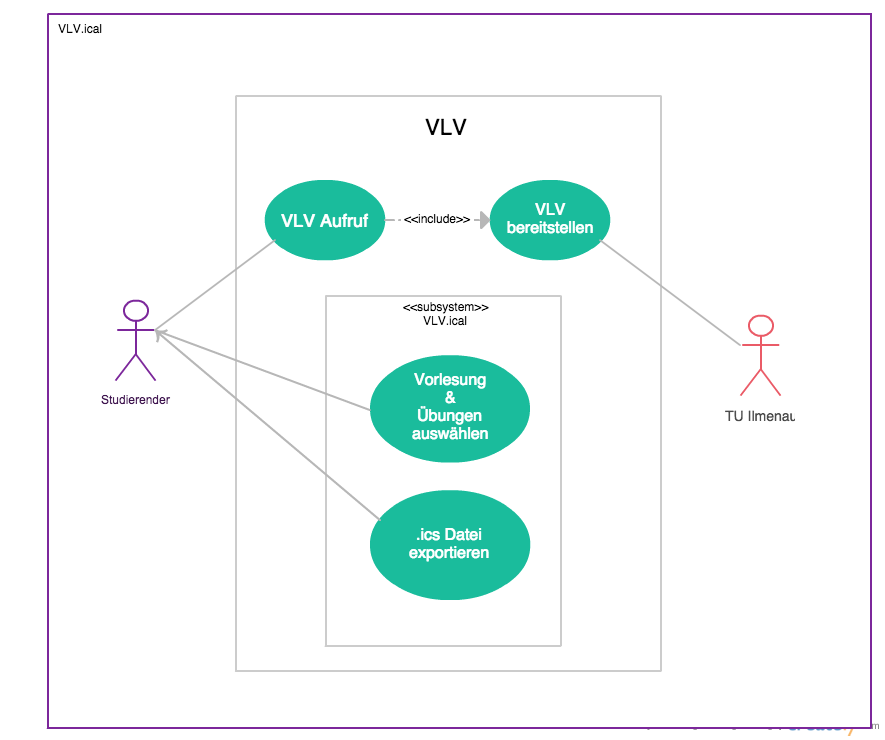 VLV.ical
VLV
VLV Aufruf
<<include>>
VLV
bereitstellen
<<subsystem>>
VLV.ical
Vorlesung
&
Übungen
auswählen
.ics Datei
exportieren
Studierender
TU Ilmenau